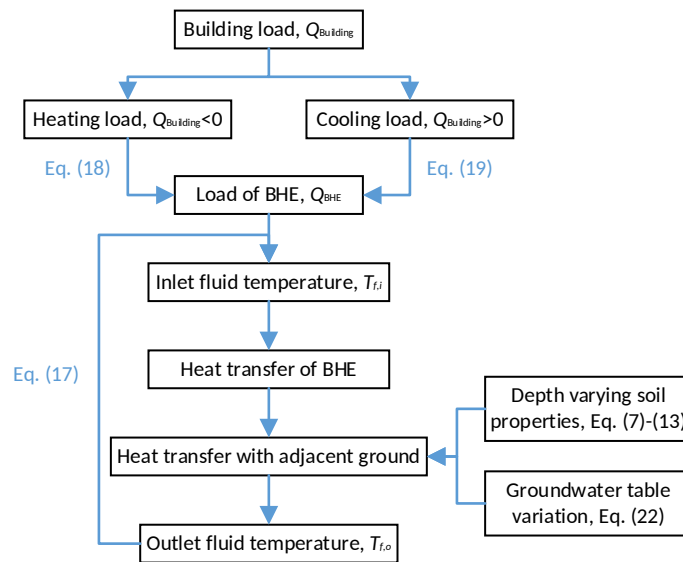 Building load, QBuilding
Heating load, QBuilding<0
Cooling load, QBuilding>0
Eq. (18)
Eq. (19)
Load of BHE, QBHE
Inlet fluid temperature, Tf,i
Eq. (17)
Heat transfer of BHE
Depth varying soil
properties, Eq. (7)-(13)
Heat transfer with adjacent ground
Groundwater table
variation, Eq. (22)
Outlet fluid temperature, Tf,o